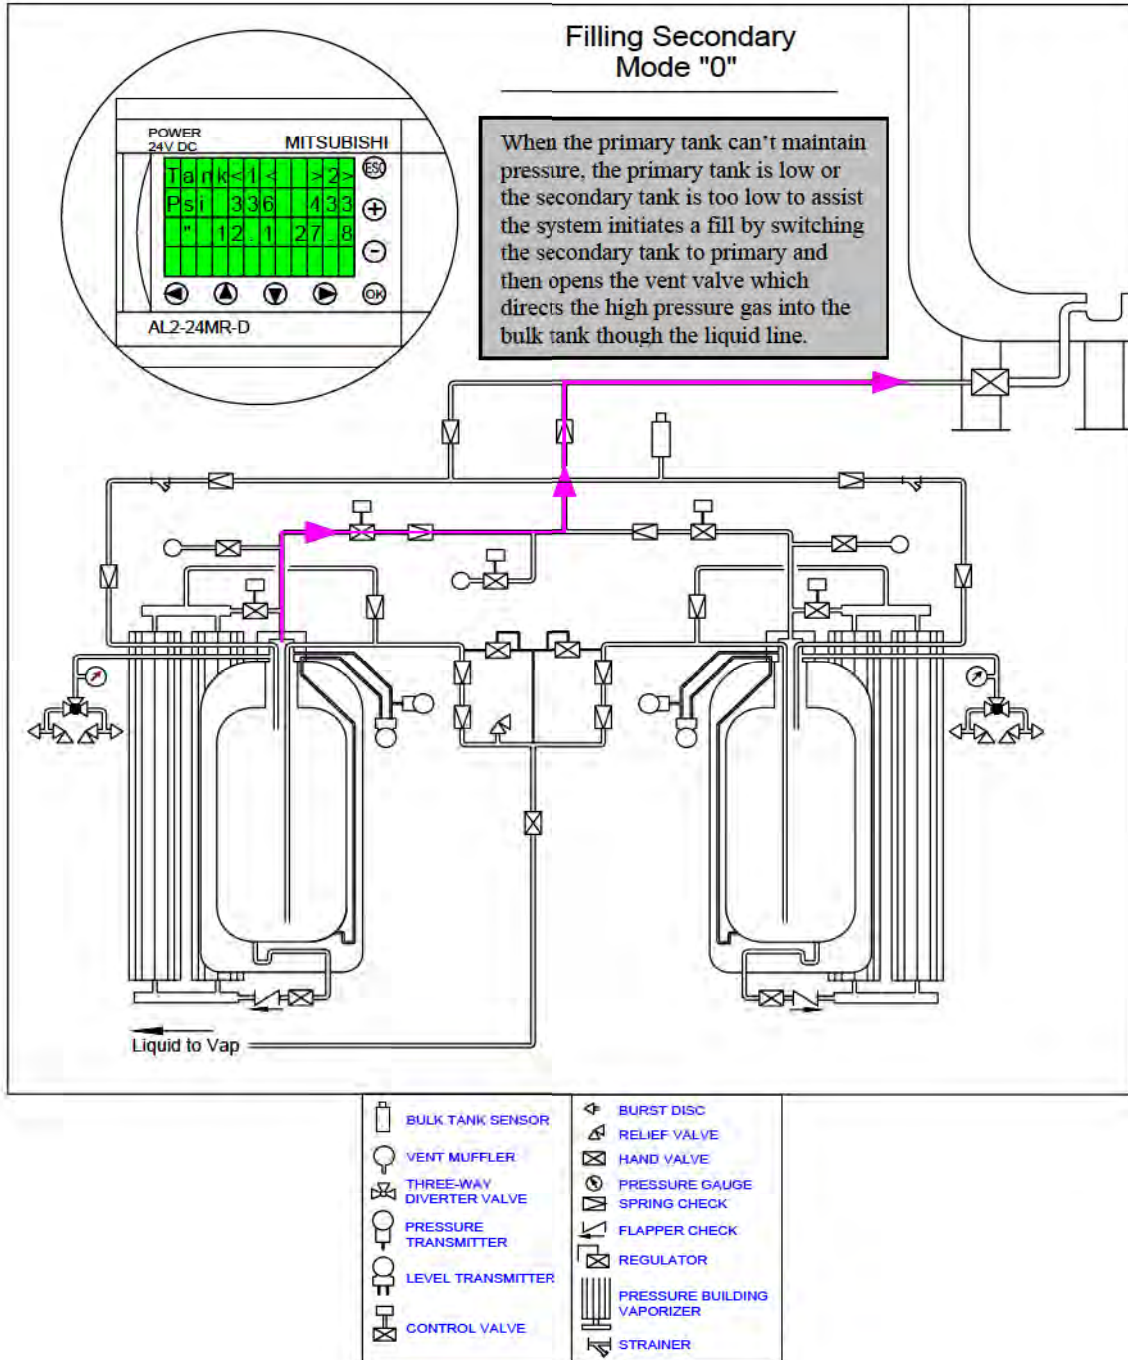 Filling Secondary
Mode "0"
POWER
24V DC
MITSUBISHI
ESC
Tank<1< >2>
Psi 336 433
" 12.1 27.8
+
-
OK
AL2-24MR-D
When the primary tank can't maintain
pressure, the primary tank is low or
the secondary tank is too low to assist
the system initiates a fill by switching
the secondary tank to primary and
then opens the vent valve which
directs the high pressure gas into the
bulk tank though the liquid line.
Liquid to Vap
BULK TANK SENSOR
VENT MUFFLER
THREE-WAY
DIVERTER VALVE
PRESSURE
TRANSMITTER
LEVEL TRANSMITTER
CONTROL VALVE
BURST DISC
RELIEF VALVE
HAND VALVE
PRESSURE GAUGE
SPRING CHECK
FLAPPER CHECK
REGULATOR
PRESSURE BUILDING
VAPORIZER
STRAINER